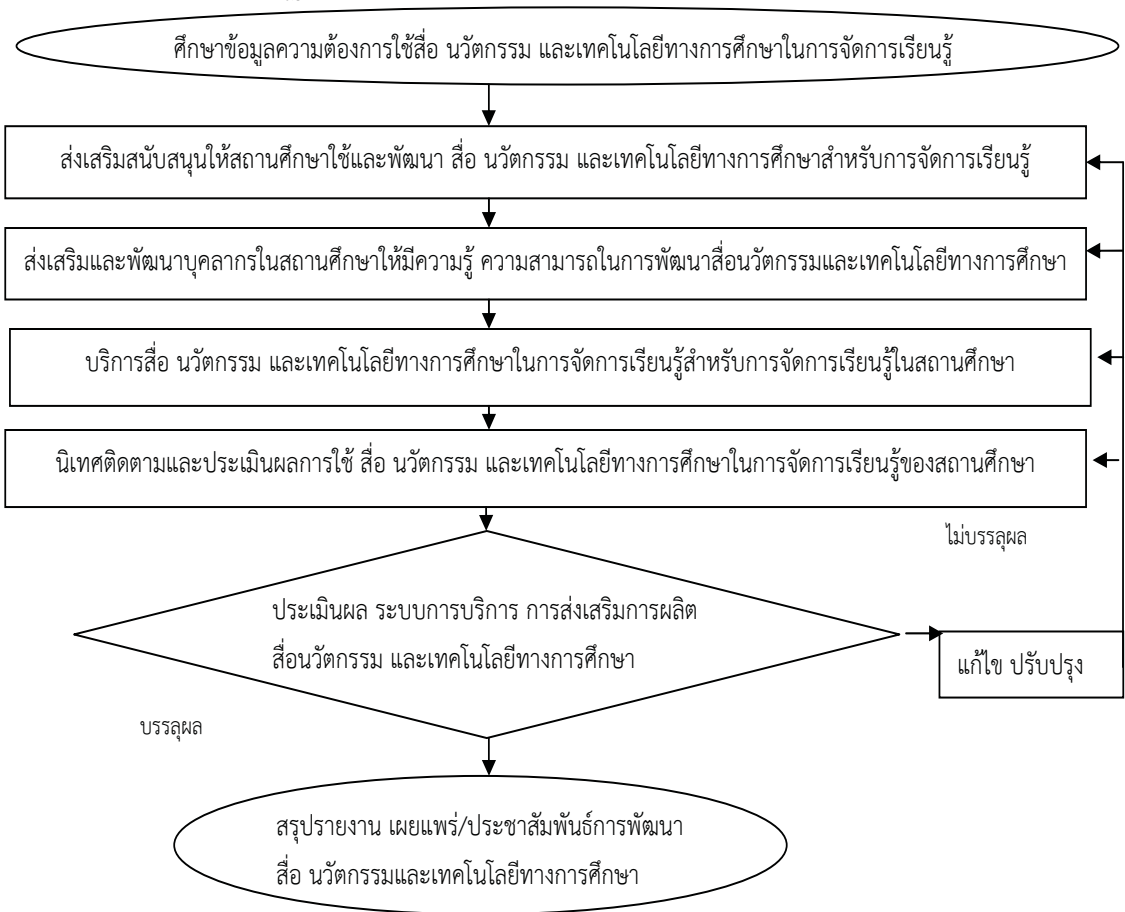 ศึกษาข้อมูลความต้องการใช้สื่อ นวัตกรรม และเทคโนโลยีทางการศึกษาในการจัดการเรียนรู้
ส่งเสริมสนับสนุนให้สถานศึกษาใช้และพัฒนา สื่อ นวัตกรรม และเทคโนโลยีทางการศึกษาสำหรับการจัดการเรียนรู้
ส่งเสริมและพัฒนาบุคลากรในสถานศึกษาให้มีความรู้ ความสามารถในการพัฒนาสื่อนวัตกรรมและเทคโนโลยีทางการศึกษา
บริการสื่อ นวัตกรรม และเทคโนโลยีทางการศึกษาในการจัดการเรียนรู้สำหรับการจัดการเรียนรู้ในสถานศึกษา
นิเทศติดตามและประเมินผลการใช้ สื่อ นวัตกรรม และเทคโนโลยีทางการศึกษาในการจัดการเรียนรู้ของสถานศึกษา
ไม่บรรลุผล
ประเมินผล ระบบการบริการ การส่งเสริมการผลิต
สื่อนวัตกรรม และเทคโนโลยีทางการศึกษา
แก้ไข ปรับปรุง
บรรลุผล
สรุปรายงาน เผยแพร่/ประชาสัมพันธ์การพัฒนา
สื่อ นวัตกรรมและเทคโนโลยีทางการศึกษา